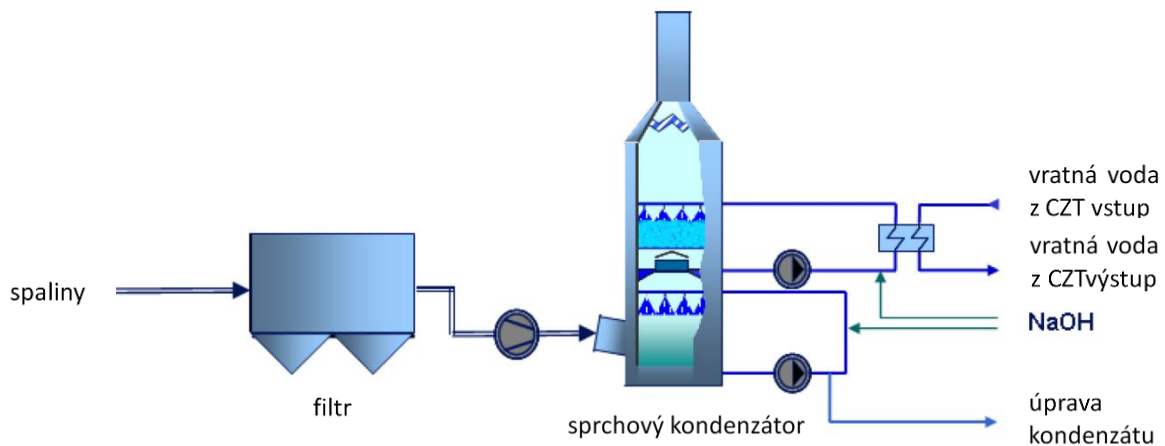 spaliny
filtr
sprchový kondenzátor
vratná voda
z CZT vstup
vratná voda
z CZTvýstup
NaOH
úprava
kondenzátu